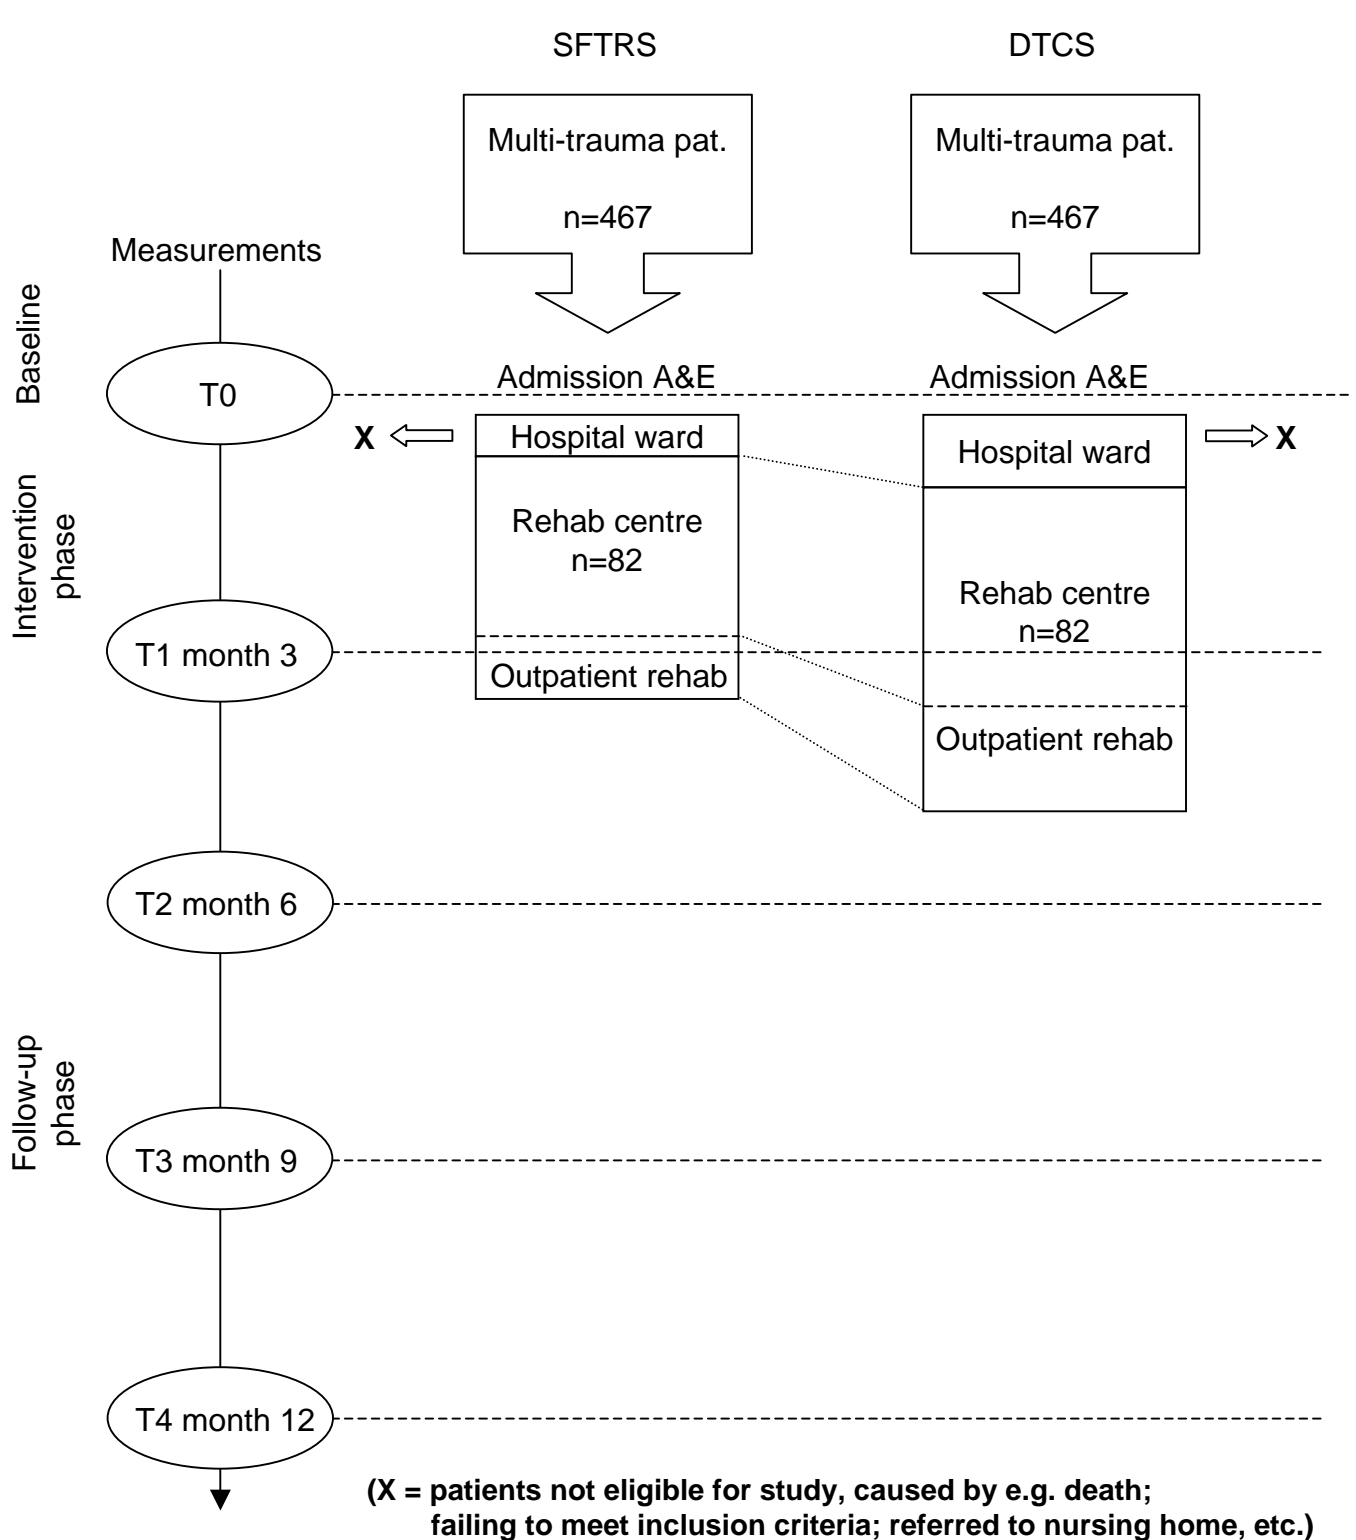 SFTRS
DTCS
Multi-trauma pat.
n=467
Multi-trauma pat.
n=467
Measurements
Baseline
T0
Admission A&E
Admission A&E
X
Hospital ward
Hospital ward
X
Intervention
phase
Rehab centre
n=82
Rehab centre
n=82
T1 month 3
Outpatient rehab
Outpatient rehab
T2 month 6
Follow-up
phase
T3 month 9
T4 month 12
(X = patients not eligible for study, caused by e.g. death;
failing to meet inclusion criteria; referred to nursing home, etc.)